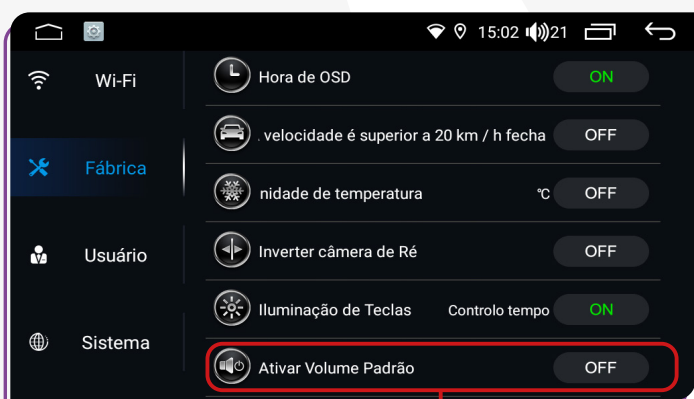 15:02 21
Wi-Fi
Fábrica
Usuário
Sistema
Hora de OSD ON
. velocidade é superior a 20 km / h fecha OFF
nidade de temperatura °C OFF
Inverter câmera de Ré OFF
Iluminação de Teclas Controlo tempo ON
Ativar Volume Padrão OFF